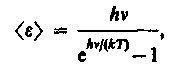 ⟨ε⟩ = hν / (e^{hν/(kT)} − 1),